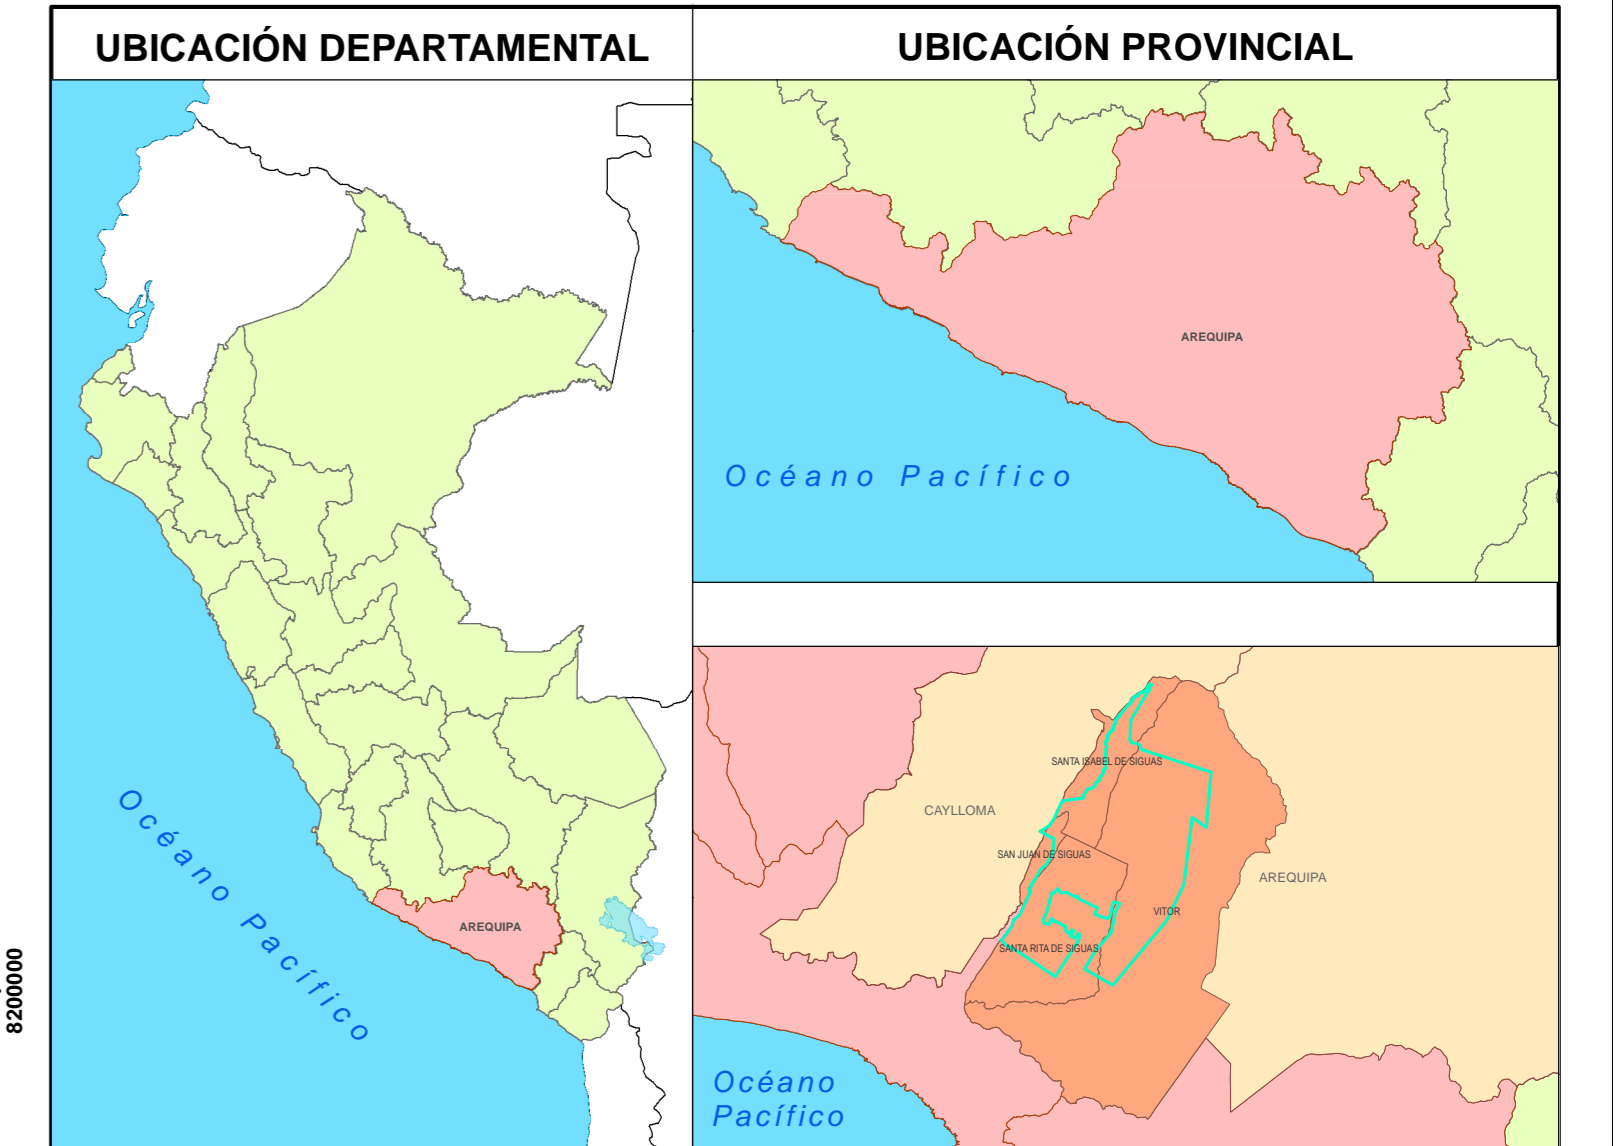 UBICACIÓN DEPARTAMENTAL
UBICACIÓN PROVINCIAL
AREQUIPA
Océano Pacífico
Océano Pacífico
AREQUIPA
8200000
SANTA ISABEL DE SIGUAS
CAYLLOMA
SAN JUAN DE SIGUAS
AREQUIPA
VITOR
SANTA RITA DE SIGUAS
Océano
Pacífico